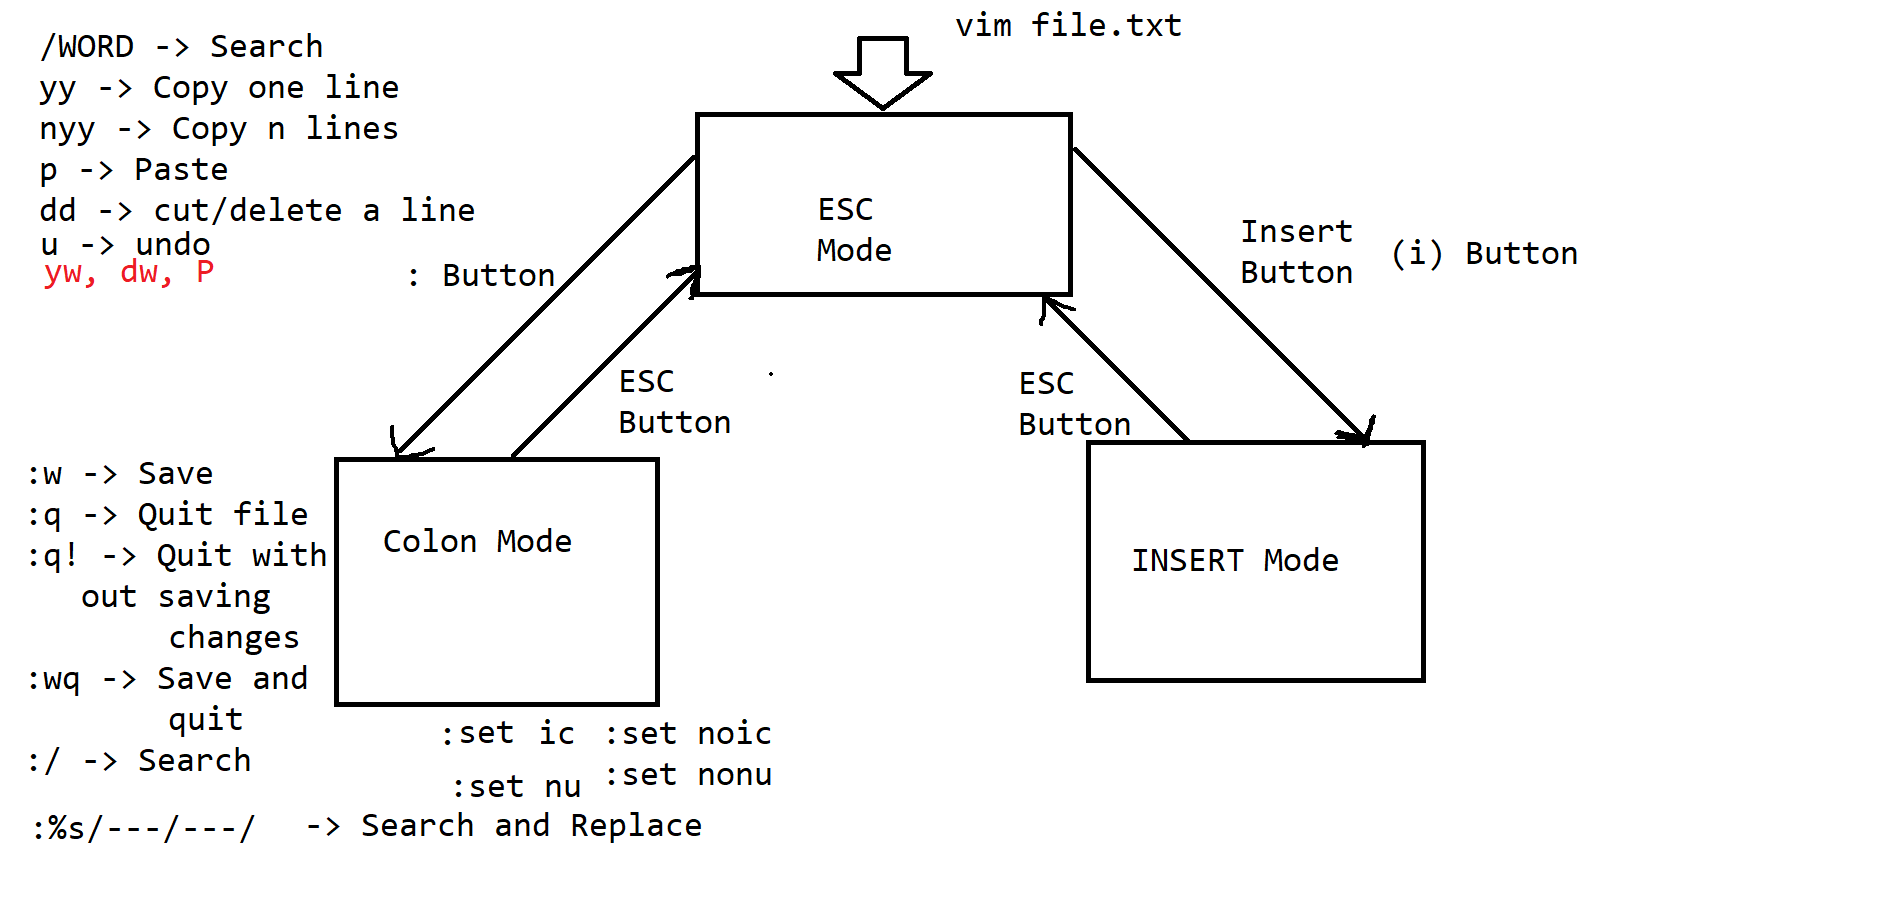 vim file.txt
/WORD -> Search
yy -> Copy one line
nyy -> Copy n lines
p -> Paste
dd -> cut/delete a line
u -> undo
yw, dw, P
: Button
ESC
Mode
Insert
Button
(i) Button
ESC
Button
ESC
Button
:w -> Save
:q -> Quit file
:q! -> Quit with
out saving
changes
:wq -> Save and
quit
:/ -> Search
Colon Mode
INSERT Mode
:set ic :set noic
:set nu :set nonu
:%s/---/---/ -> Search and Replace